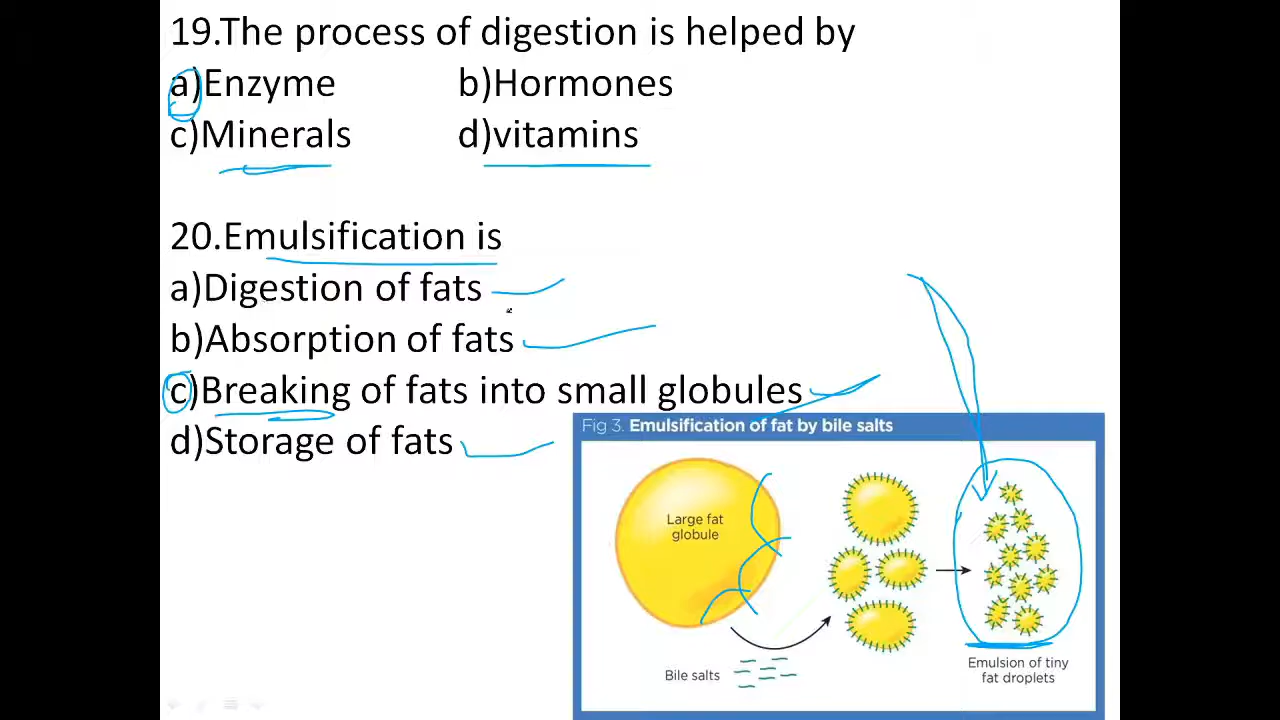 19.The process of digestion is helped by
a)Enzyme b)Hormones
c)Minerals d)vitamins
20.Emulsification is
a)Digestion of fats
b)Absorption of fats
c)Breaking of fats into small globules
d)Storage of fats
Fig 3. Emulsification of fat by bile salts
Large fat
globule
Bile salts
Emulsion of tiny
fat droplets